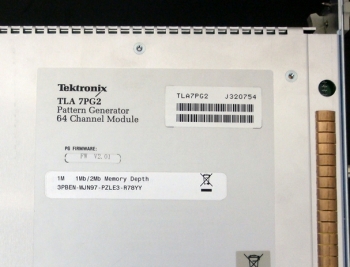 Tektronix
TLA 7PG2
Pattern Generator
64 Channel Module
TLA7PG2 J320754
PG FIRMWARE:
FW V2.01
1M 1Mb/2Mb Memory Depth
3PBEN-WJN97-PZLE3-R78YY